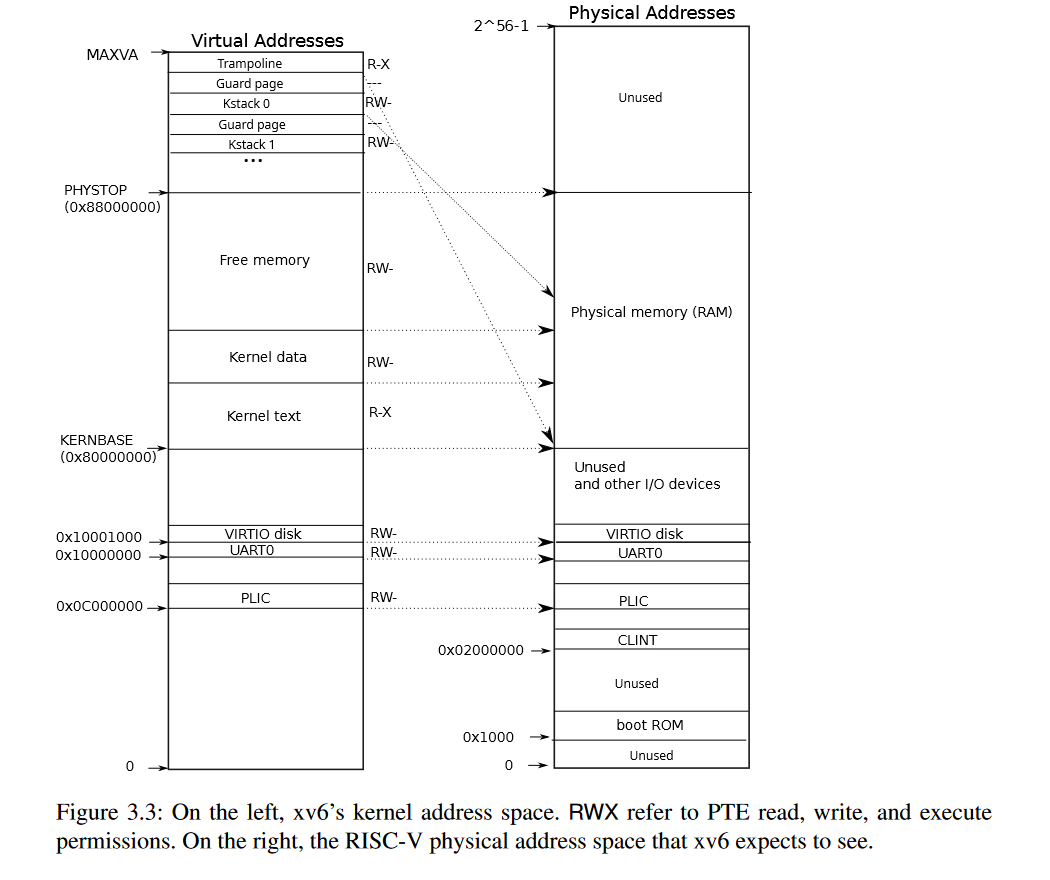 Physical Addresses
2^56-1
Virtual Addresses
MAXVA
Trampoline
R-X
Guard page
---
Unused
Kstack 0
RW-
Guard page
---
Kstack 1
RW-
...
PHYSTOP
(0x88000000)
Free memory
RW-
Physical memory (RAM)
Kernel data
RW-
Kernel text
R-X
KERNBASE
(0x80000000)
Unused
and other I/O devices
0x10001000
VIRTIO disk
RW-
VIRTIO disk
0x10000000
UART0
RW-
UART0
0x0C000000
PLIC
RW-
PLIC
CLINT
0x02000000
Unused
boot ROM
0x1000
Unused
0
0
Figure 3.3: On the left, xv6's kernel address space. RWX refer to PTE read, write, and execute
permissions. On the right, the RISC-V physical address space that xv6 expects to see.